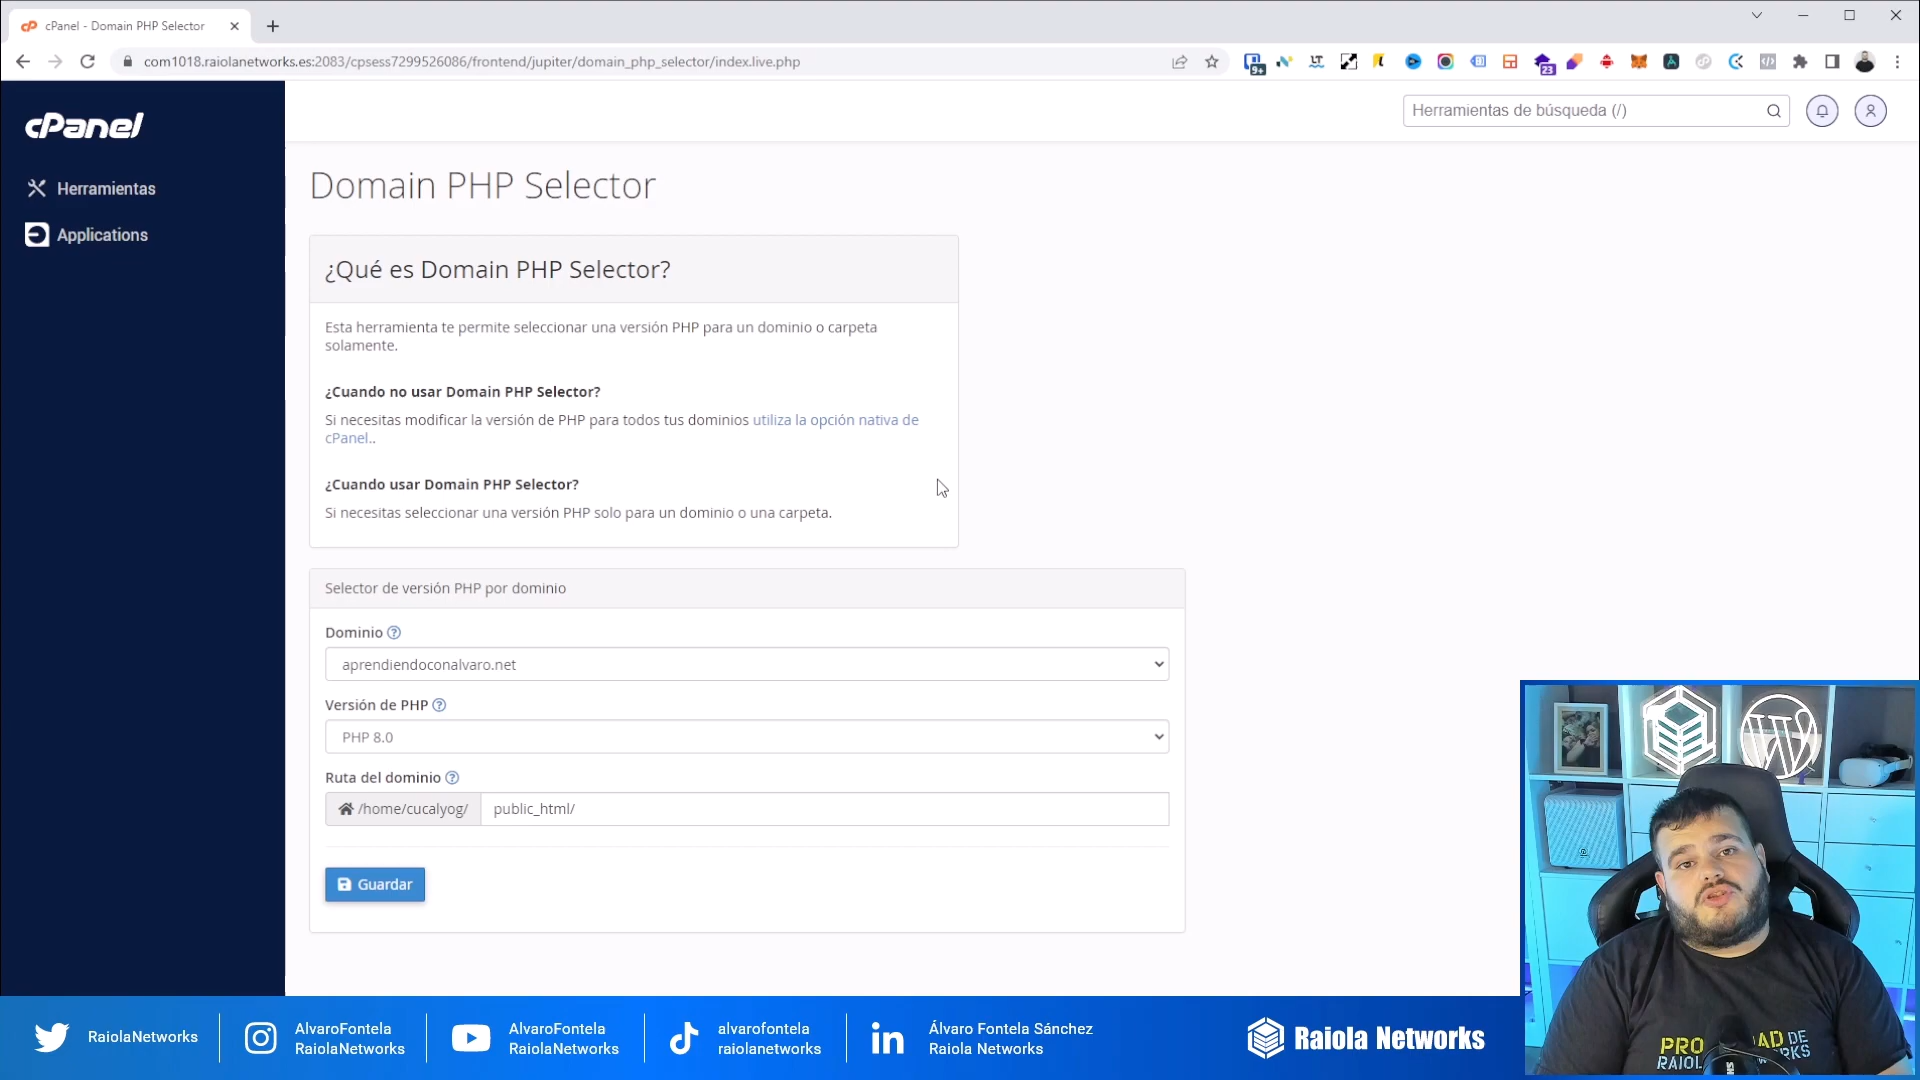 cPanel - Domain PHP Selector
com1018.raiolanetworks.es:2083/cpsess7299526086/frontend/jupiter/domain_php_selector/index.live.php
9+
LT
23
cPanel
Herramientas de búsqueda (/)
Herramientas
Applications
Domain PHP Selector
¿Qué es Domain PHP Selector?
Esta herramienta te permite seleccionar una versión PHP para un dominio o carpeta
solamente.
¿Cuando no usar Domain PHP Selector?
Si necesitas modificar la versión de PHP para todos tus dominios utiliza la opción nativa de
cPanel..
¿Cuando usar Domain PHP Selector?
Si necesitas seleccionar una versión PHP solo para un dominio o una carpeta.
Selector de versión PHP por dominio
Dominio
aprendiendoconalvaro.net
Versión de PHP
PHP 8.0
Ruta del dominio
/home/cucalyog/ public_html/
Guardar
RaiolaNetworks
AlvaroFontela
RaiolaNetworks
AlvaroFontela
RaiolaNetworks
alvarofontela
raiolanetworks
Álvaro Fontela Sánchez
Raiola Networks
Raiola Networks